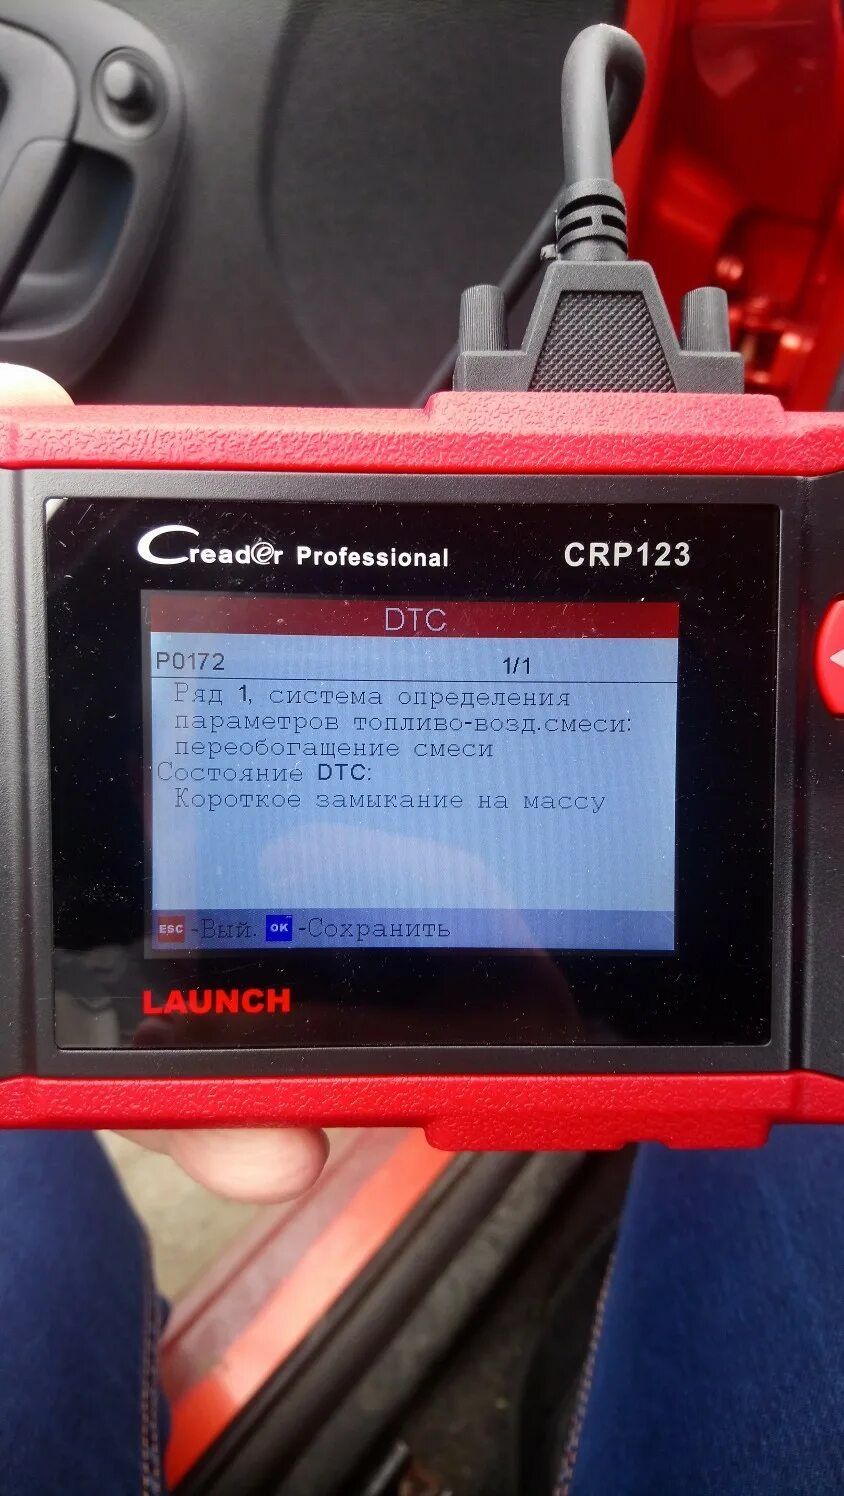 Creader Professional CRP123
DTC
P0172 1/1
Ряд 1, система определения
параметров топливо-возд.смеси:
переобогащение смеси
Состояние DTC:
Короткое замыкание на массу
ESC -Вый. OK -Сохранить
LAUNCH